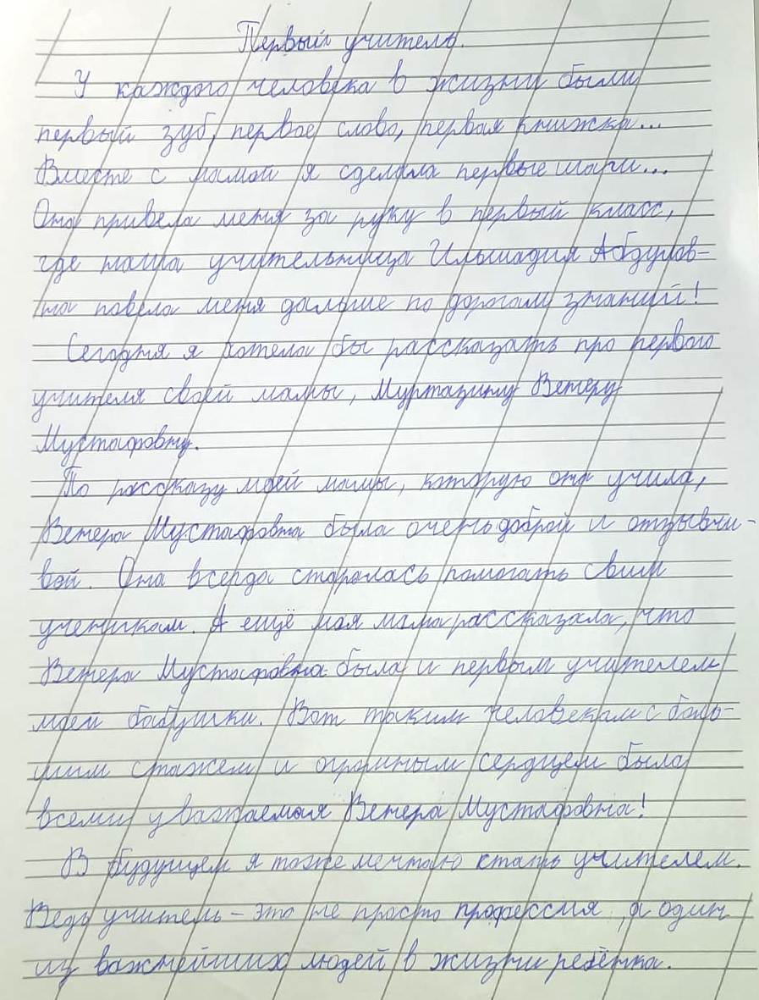 Первый учитель.
У каждого человека в жизни были
первый зуб, первое слово, первая книжка...
Вместе с мамой я сделала первые шаги...
Она привела меня за руку в первый класс,
где наша учительница Ильмадия Абдулов-
на повела меня дальше по дорогам знаний!
Сегодня я хотела бы рассказать про первого
учителя своей мамы, Муртазину Венеру
Мустафовну.
По рассказу моей мамы, которую она учила,
Венера Мустафовна была очень доброй и отзывчи-
вой. Она всегда старалась помогать своим
ученикам. А ещё моя мама рассказала, что
Венера Мустафовна была и первым учителем
моей бабушки. Вот таким человеком с боль-
шим стажем и огромным сердцем была
всеми уважаемая Венера Мустафовна!
В будущем я тоже мечтаю стать учителем.
Ведь учитель – это не просто профессия, а один
из важнейших людей в жизни ребёнка.